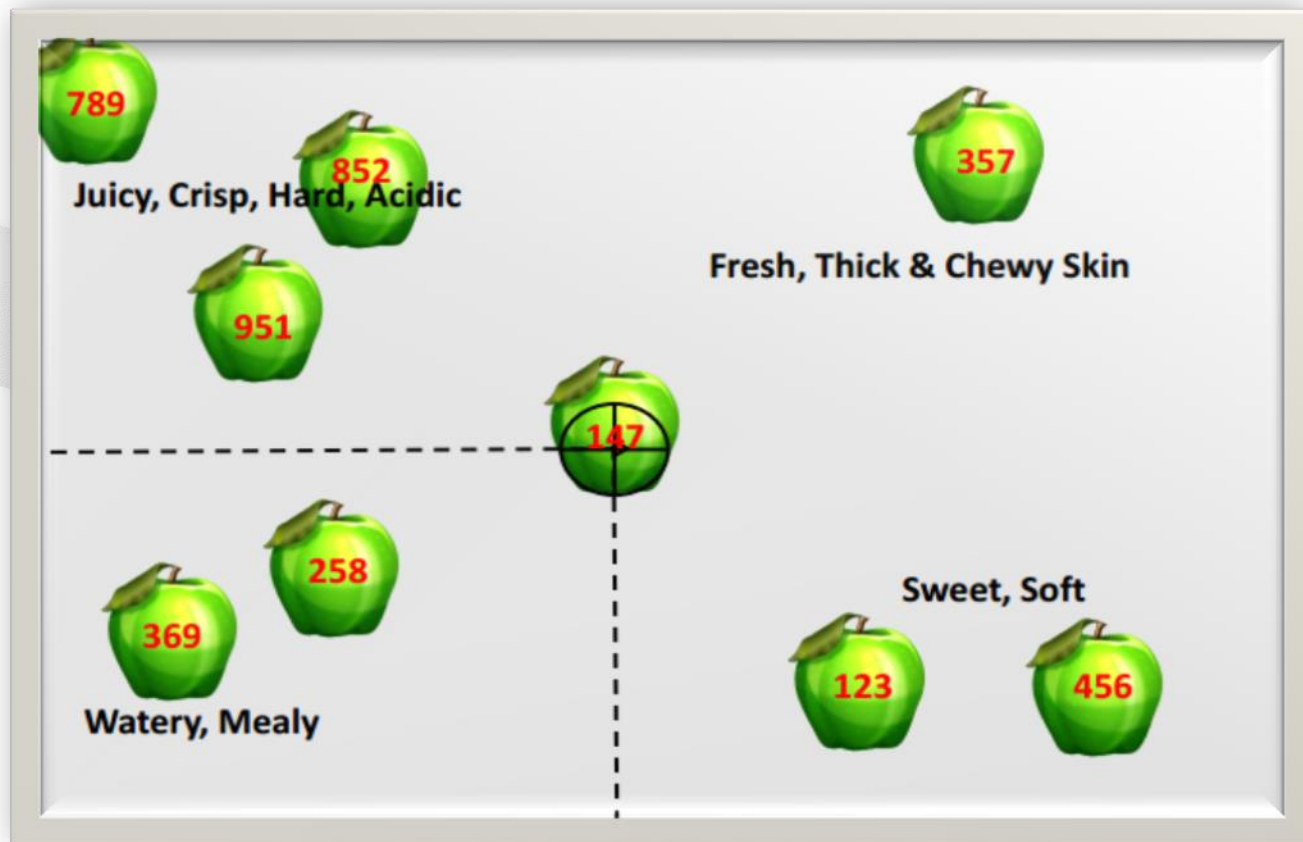 789
852
357
Juicy, Crisp, Hard, Acidic
Fresh, Thick & Chewy Skin
951
147
258
Sweet, Soft
369
123
456
Watery, Mealy